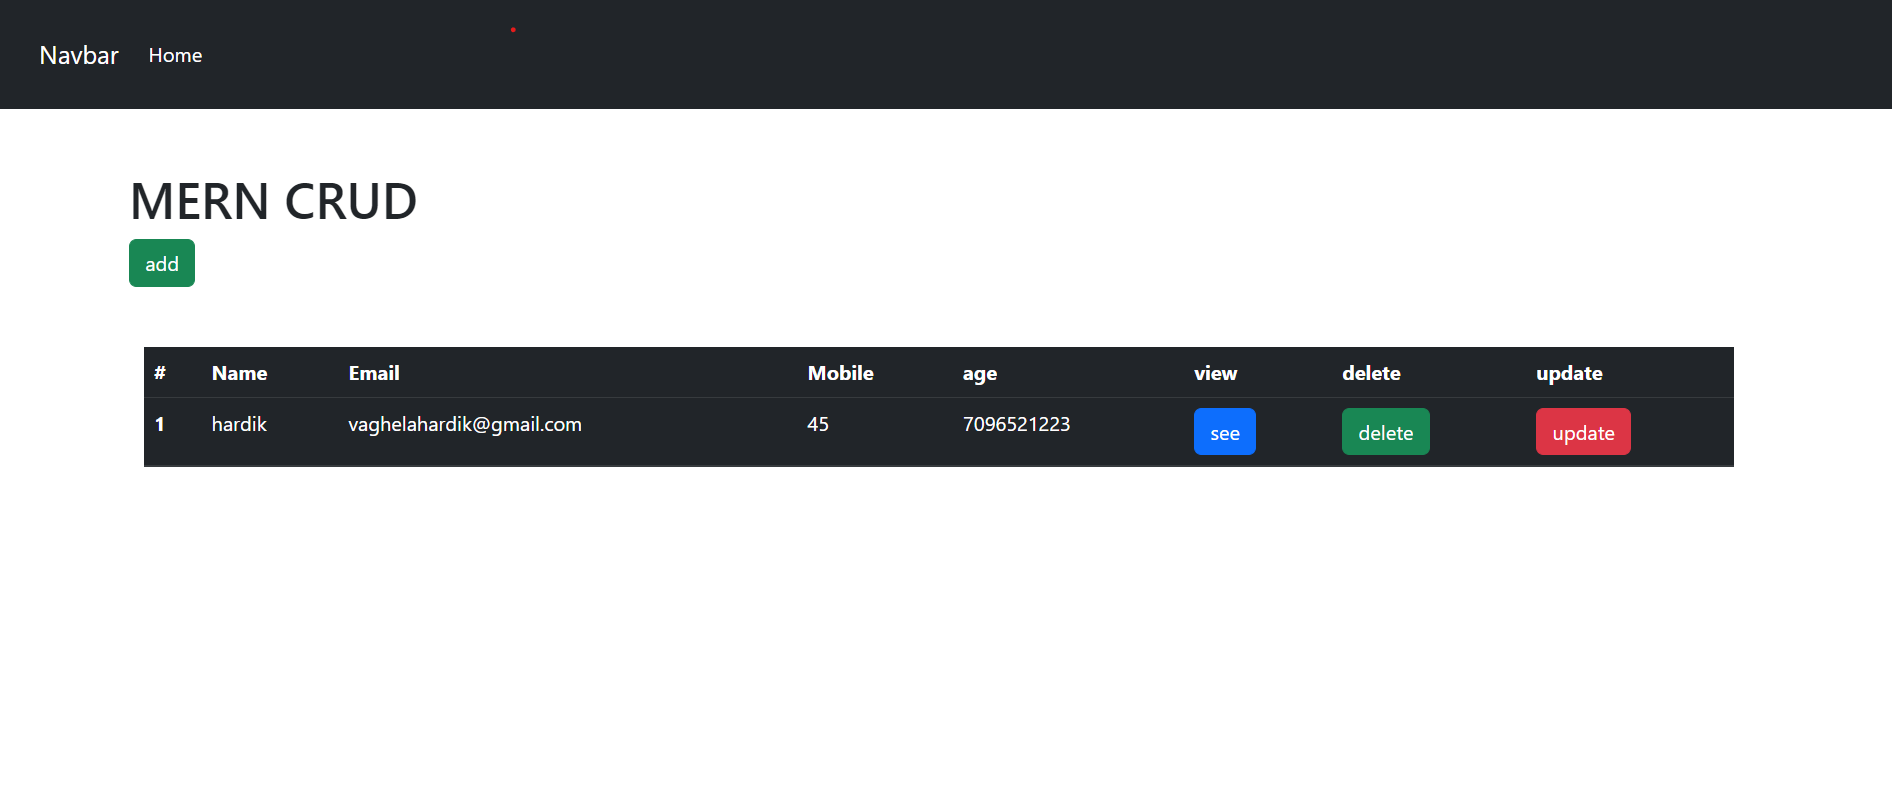 Navbar Home
MERN CRUD
add
# Name Email Mobile age view delete update
1 hardik vaghelahardik@gmail.com 45 7096521223 see delete update